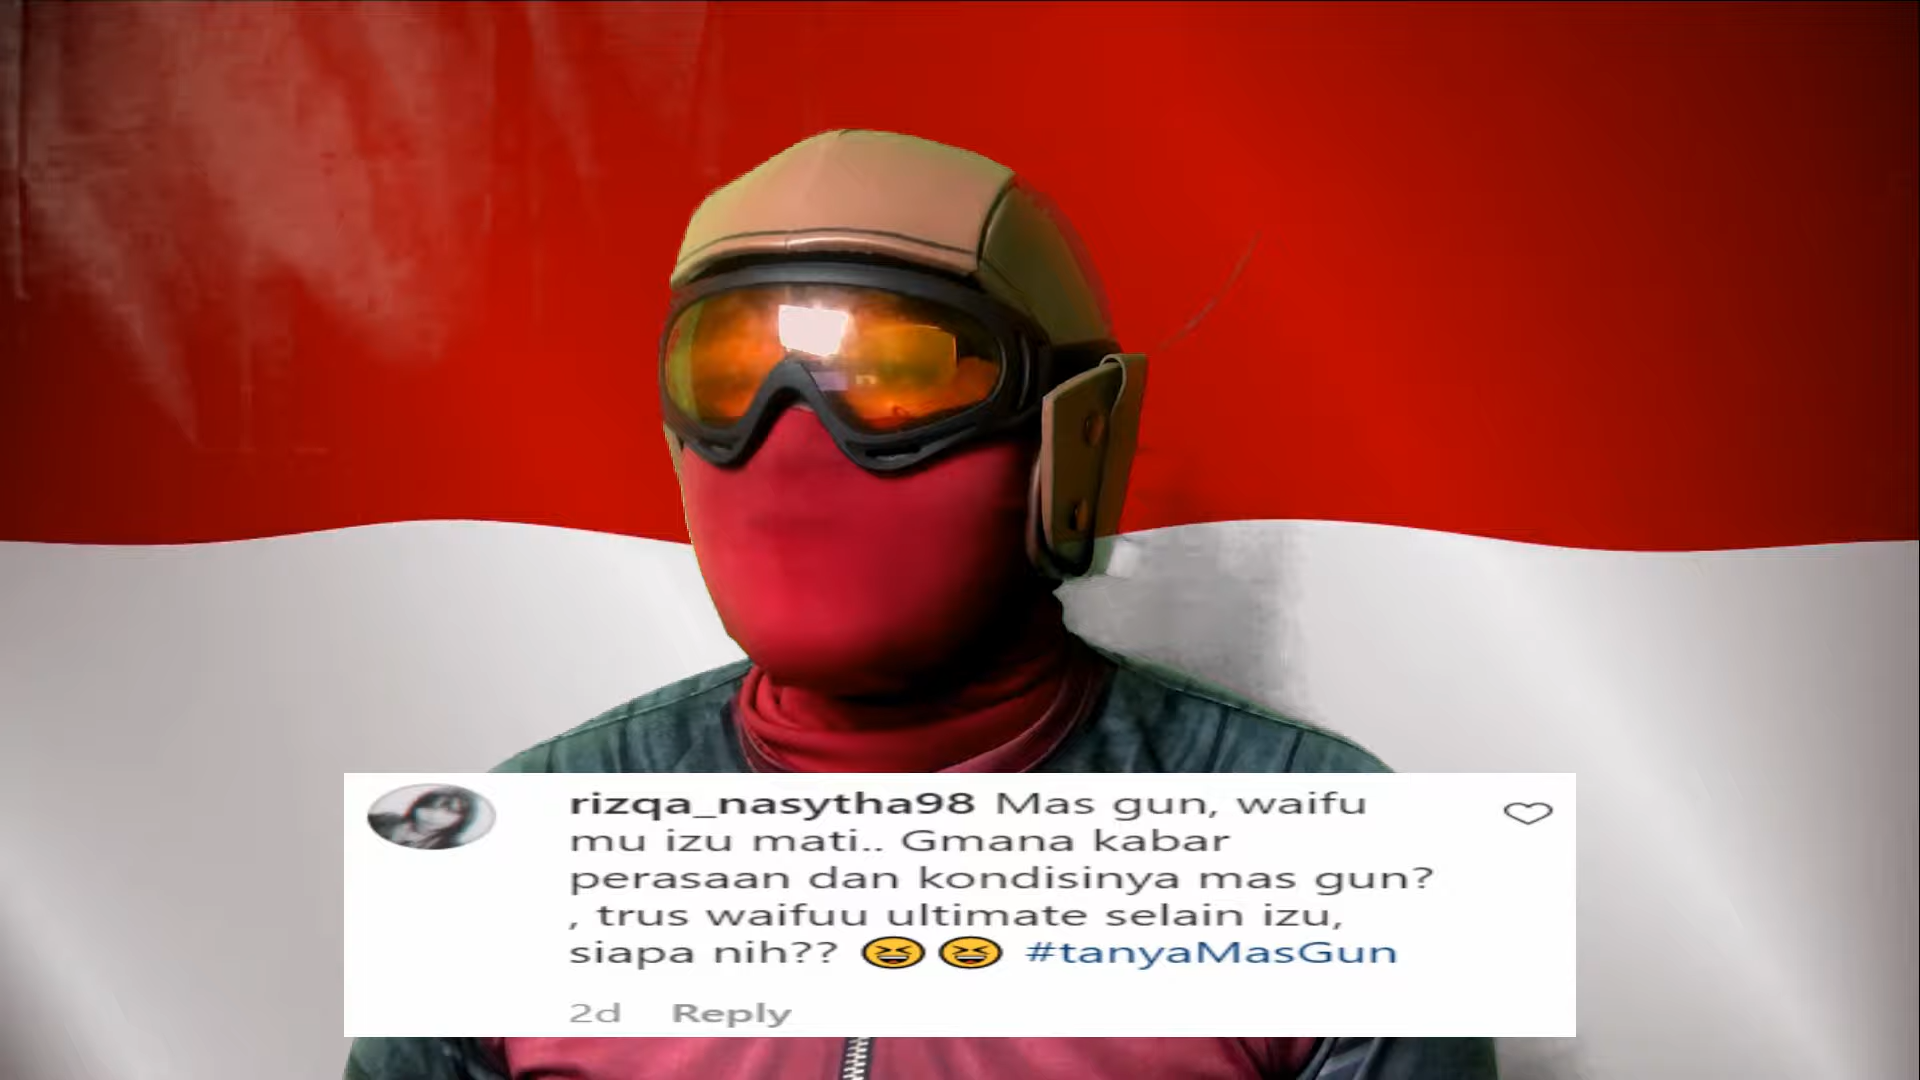 rizqa_nasytha98 Mas gun, waifu
mu izu mati.. Gmana kabar
perasaan dan kondisinya mas gun?
, trus waifuu ultimate selain izu,
siapa nih?? 😆😆 #tanyaMasGun
2d Reply